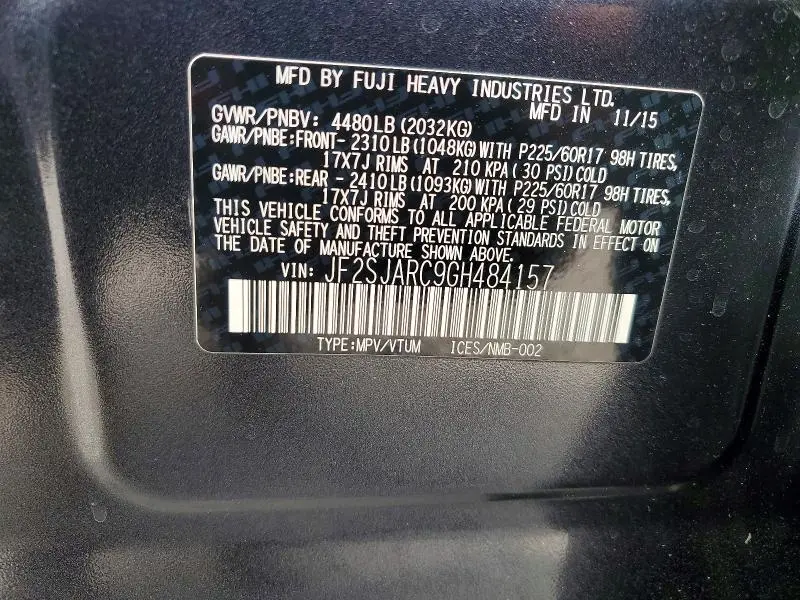 MFD BY FUJI HEAVY INDUSTRIES LTD.
MFD IN 11/15
GVWR/PNBV: 4480LB (2032KG)
GAWR/PNBE:FRONT- 2310LB (1048KG) WITH P225/60R17 98H TIRES,
17X7J RIMS AT 210 KPA ( 30 PSI) COLD
GAWR/PNBE:REAR - 2410LB (1093KG) WITH P225/60R17 98H TIRES,
17X7J RIMS AT 200 KPA ( 29 PSI) COLD
THIS VEHICLE CONFORMS TO ALL APPLICABLE FEDERAL MOTOR
VEHICLE SAFETY AND THEFT PREVENTION STANDARDS IN EFFECT ON
THE DATE OF MANUFACTURE SHOWN ABOVE.
VIN: JF2SJARC9GH484157
TYPE:MPV/VTUM ICES/NMB-002